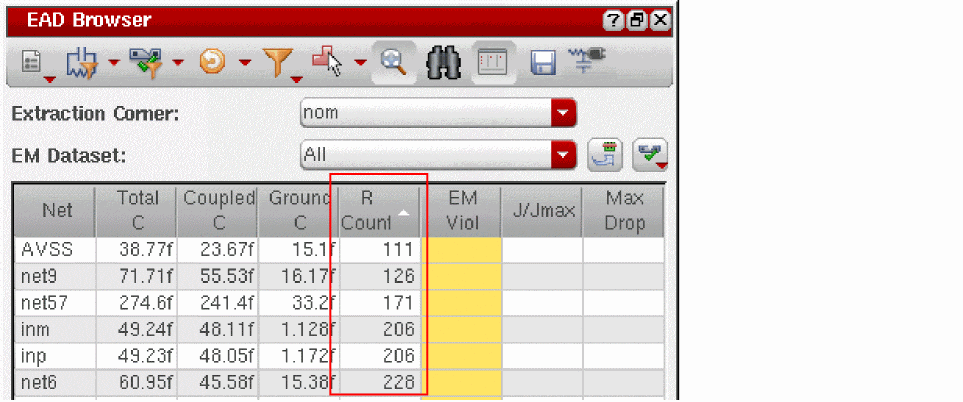 EAD Browser
Extraction Corner: nom
EM Dataset: All
Net Total C Coupled C Ground C R Count EM Viol J/Jmax Max Drop
AVSS 38.77f 23.67f 15.1f 111
net9 71.71f 55.53f 16.17f 126
net57 274.6f 241.4f 33.2f 171
inm 49.24f 48.11f 1.128f 206
inp 49.23f 48.05f 1.172f 206
net6 60.95f 45.58f 15.38f 228